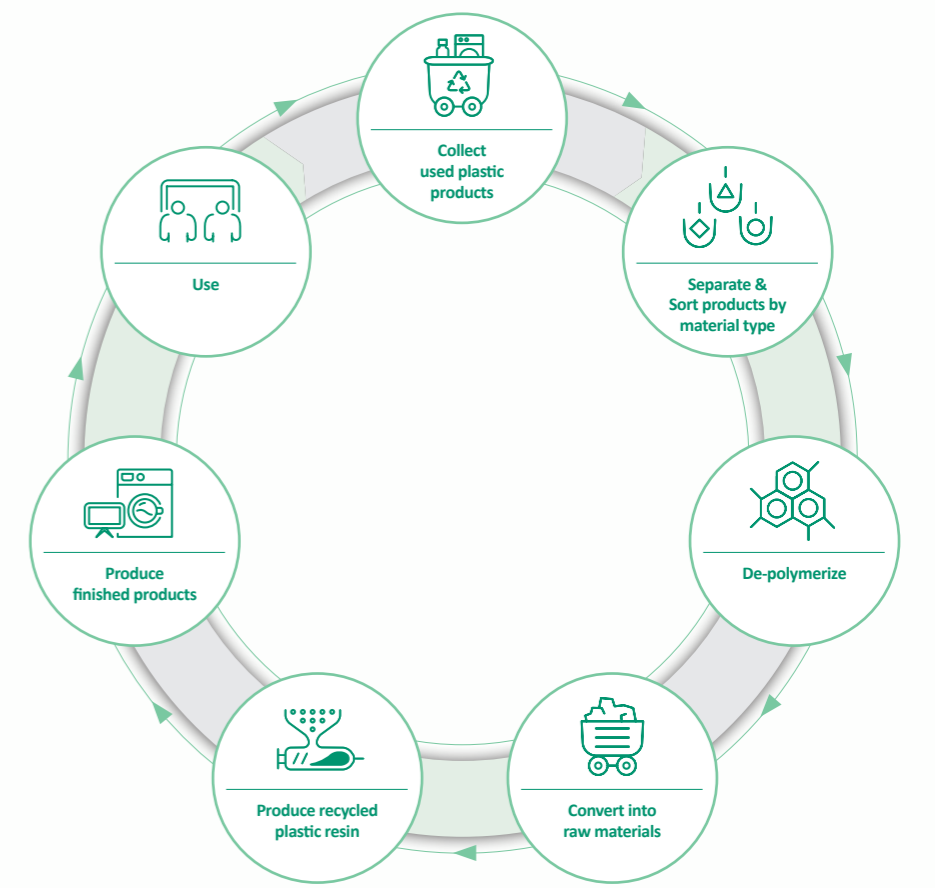 Collect
used plastic
products
Separate &
Sort products by
material type
De-polymerize
Convert into
raw materials
Produce recycled
plastic resin
Produce
finished products
Use